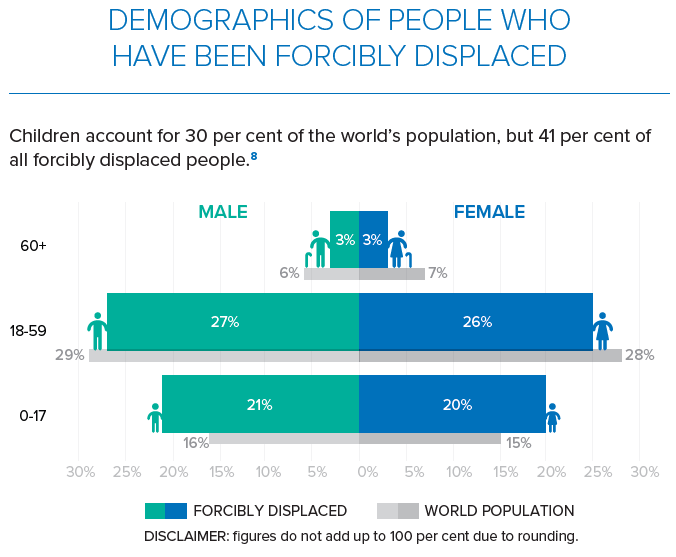 DEMOGRAPHICS OF PEOPLE WHO
HAVE BEEN FORCIBLY DISPLACED
Children account for 30 per cent of the world's population, but 41 per cent of
all forcibly displaced people.8
MALE FEMALE
60+ 3% 3%
6% 7%
18-59 27% 26%
29% 28%
0-17 21% 20%
16% 15%
30% 25% 20% 15% 10% 5% 0% 5% 10% 15% 20% 25% 30%
FORCIBLY DISPLACED WORLD POPULATION
DISCLAIMER: figures do not add up to 100 per cent due to rounding.